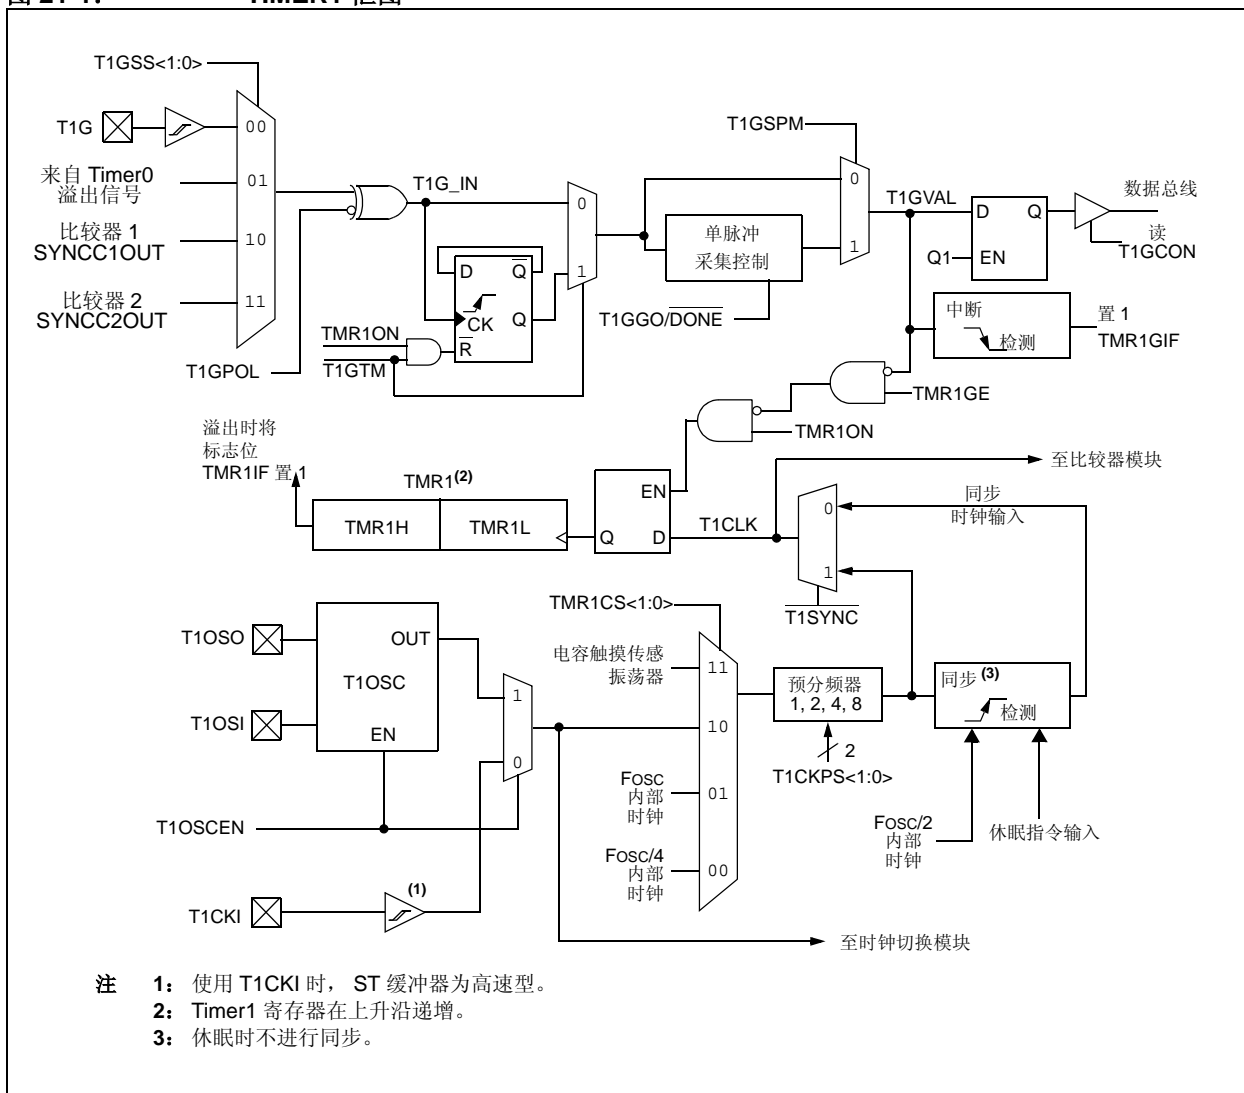 图 21-1: TIMER1 框图
T1GSS<1:0>
T1G
00
来自 Timer0
溢出信号
01
比较器 1
SYNCC1OUT
10
比较器 2
SYNCC2OUT
11
T1GPOL
T1G_IN
D
Q
CK
Q
R
TMR1ON
T1GTM
0
1
T1GSPM
单脉冲
采集控制
T1GGO/DONE
0
1
T1GVAL
D
Q
Q1
EN
数据总线
读
T1GCON
中断
检测
置 1
TMR1GIF
TMR1GE
TMR1ON
溢出时将
标志位
TMR1IF 置 1
TMR1(2)
TMR1H
TMR1L
EN
Q
D
T1CLK
至比较器模块
0
1
同步
时钟输入
T1SYNC
T1OSO
OUT
T1OSC
T1OSI
EN
1
0
T1OSCEN
T1CKI
(1)
TMR1CS<1:0>
电容触摸传感
振荡器
11
10
FOSC
内部
时钟
01
FOSC/4
内部
时钟
00
预分频器
1, 2, 4, 8
2
T1CKPS<1:0>
同步 (3)
检测
FOSC/2
内部
时钟
休眠指令输入
至时钟切换模块
注 1: 使用 T1CKI 时， ST 缓冲器为高速型。
2: Timer1 寄存器在上升沿递增。
3: 休眠时不进行同步。